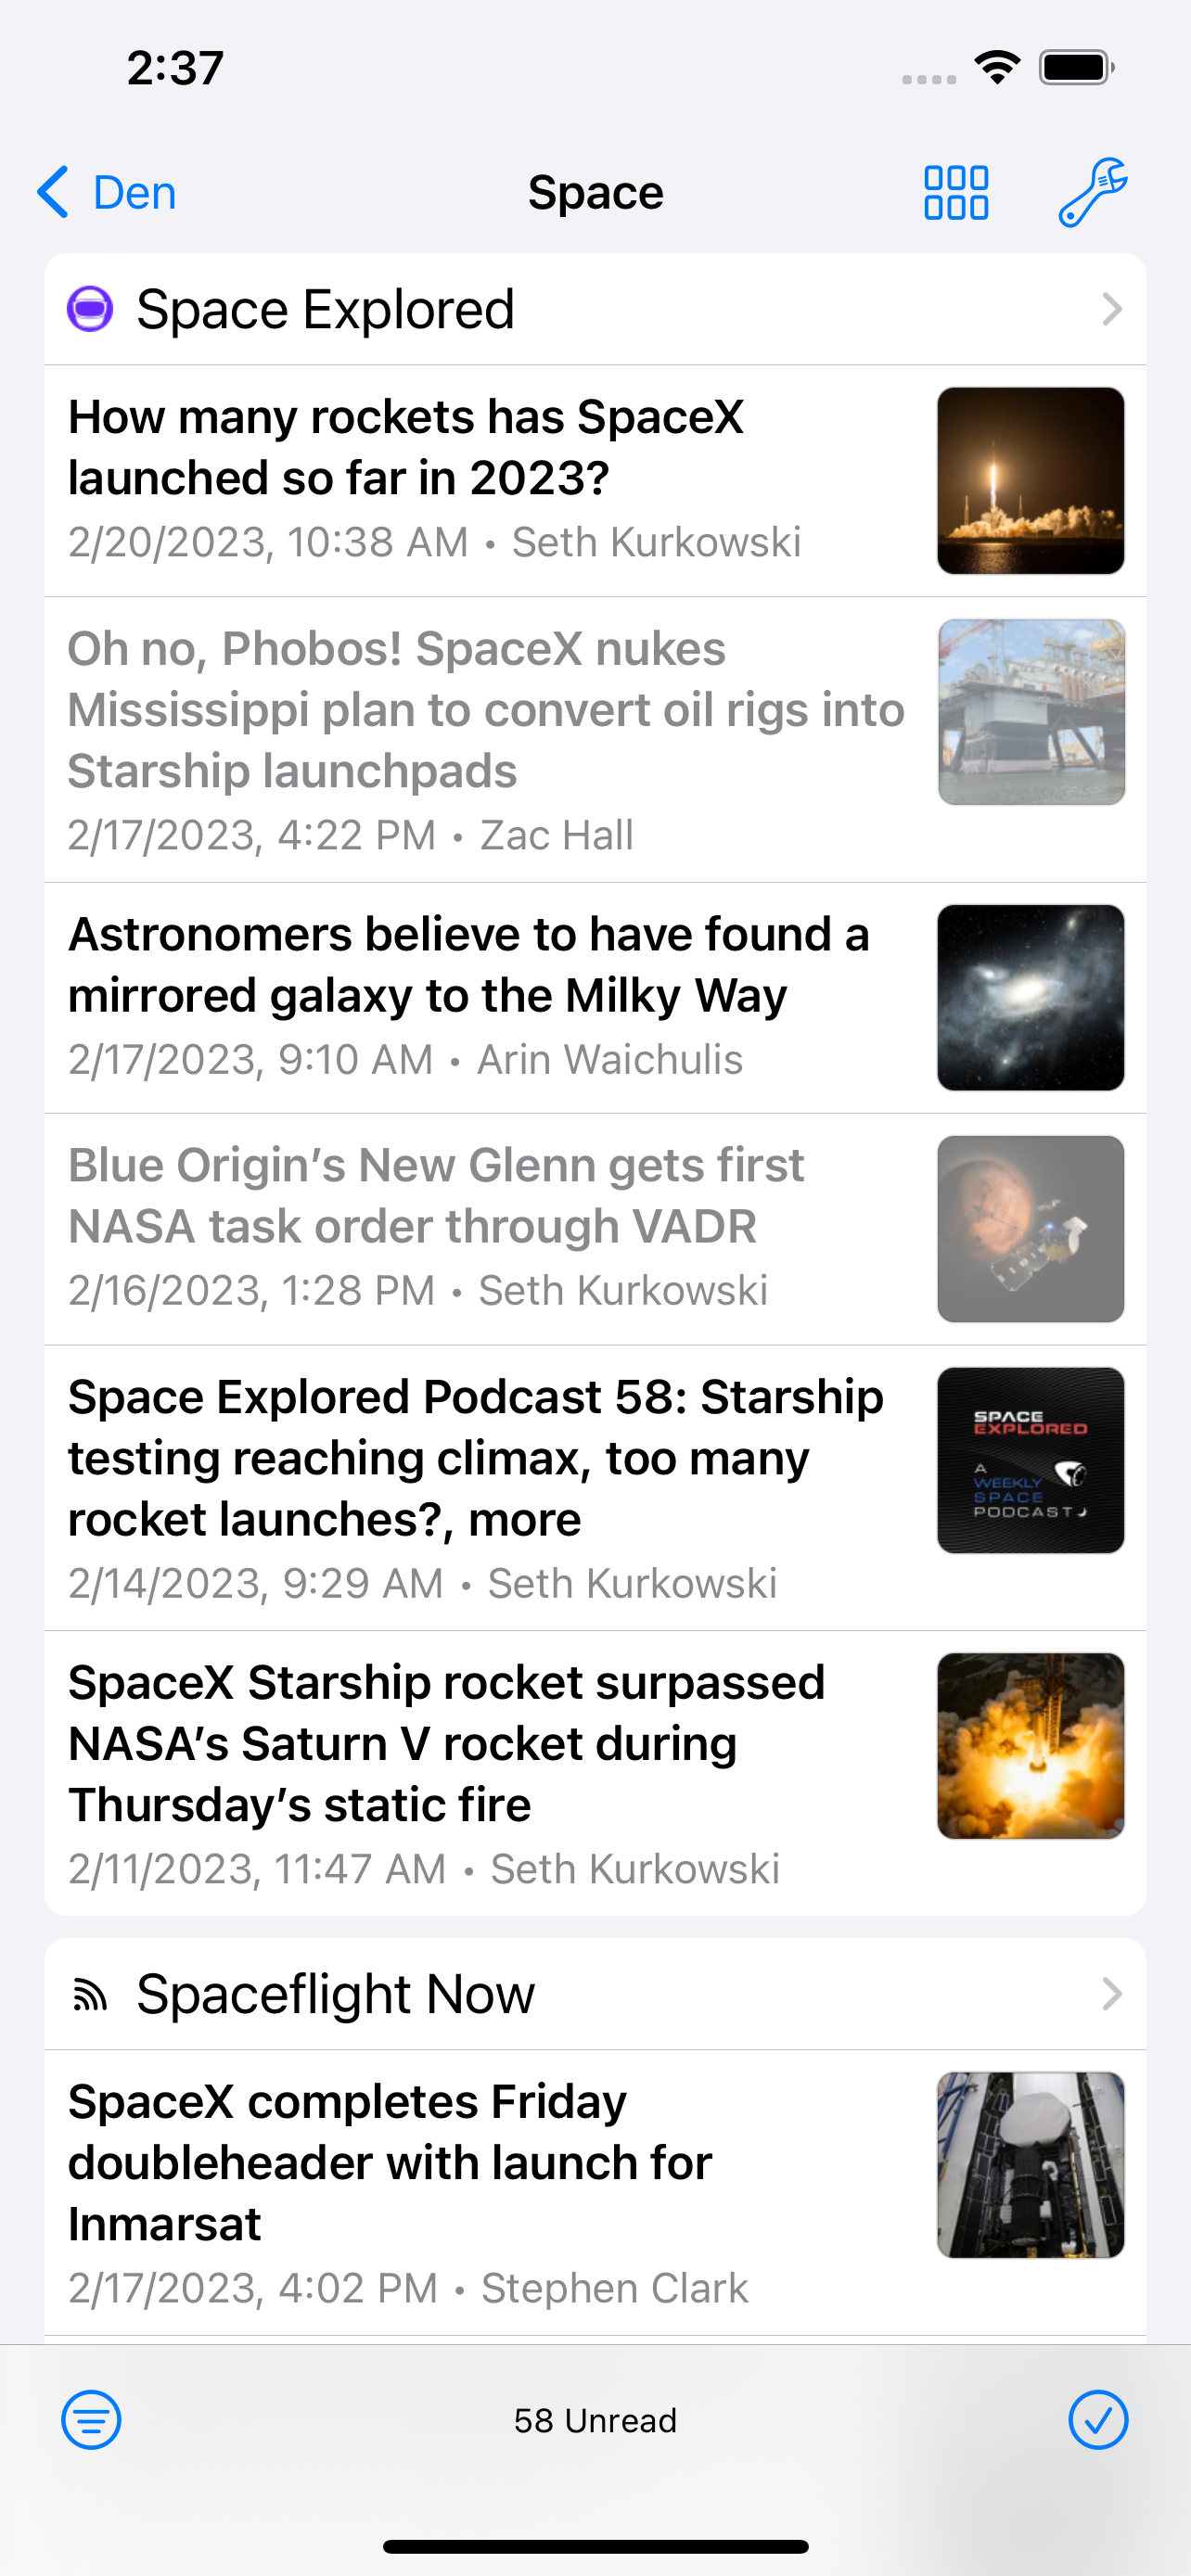 2:37
Den
Space
Space Explored
How many rockets has SpaceX
launched so far in 2023?
2/20/2023, 10:38 AM • Seth Kurkowski
Oh no, Phobos! SpaceX nukes
Mississippi plan to convert oil rigs into
Starship launchpads
2/17/2023, 4:22 PM • Zac Hall
Astronomers believe to have found a
mirrored galaxy to the Milky Way
2/17/2023, 9:10 AM • Arin Waichulis
Blue Origin’s New Glenn gets first
NASA task order through VADR
2/16/2023, 1:28 PM • Seth Kurkowski
Space Explored Podcast 58: Starship
testing reaching climax, too many
rocket launches?, more
2/14/2023, 9:29 AM • Seth Kurkowski
SPACE
EXPLORED
A
WEEKLY
SPACE
PODCAST
SpaceX Starship rocket surpassed
NASA’s Saturn V rocket during
Thursday’s static fire
2/11/2023, 11:47 AM • Seth Kurkowski
Spaceflight Now
SpaceX completes Friday
doubleheader with launch for
Inmarsat
2/17/2023, 4:02 PM • Stephen Clark
58 Unread